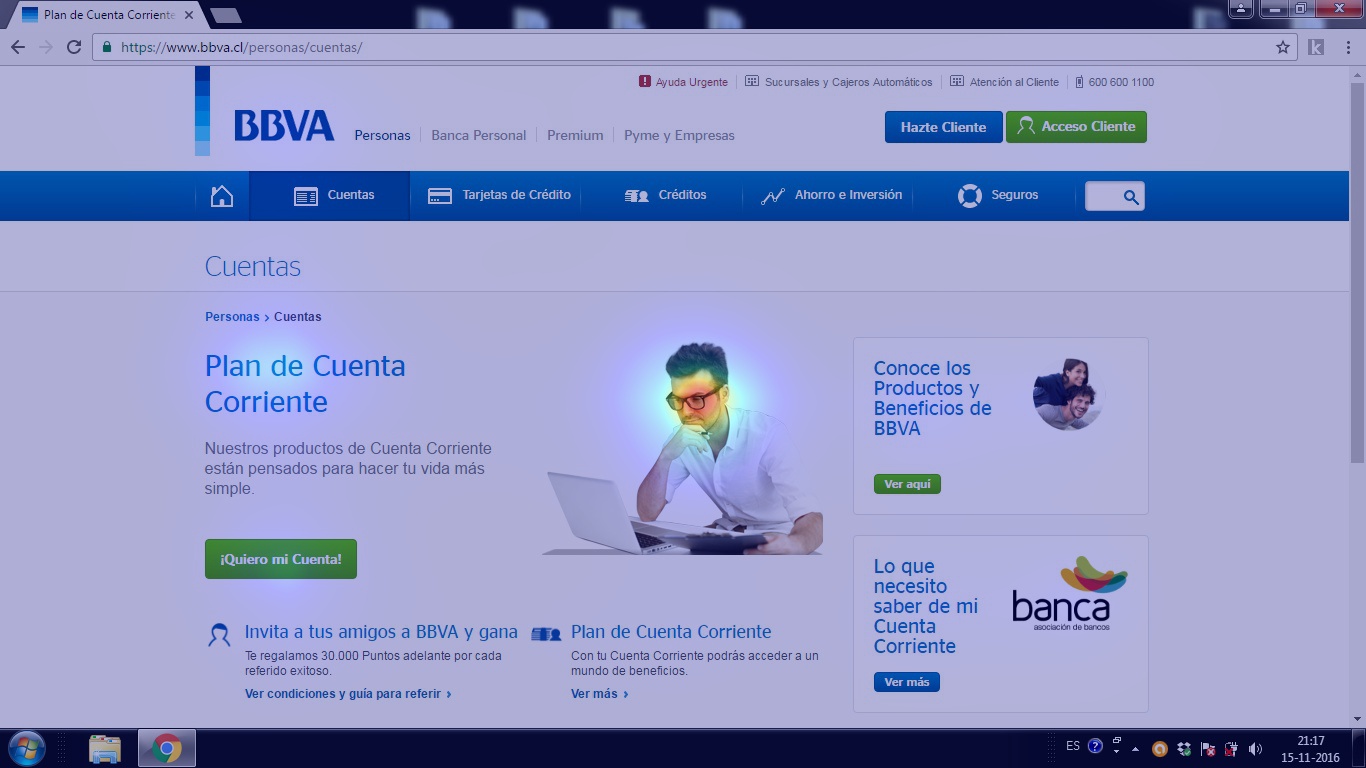 Plan de Cuenta Corriente
https://www.bbva.cl/personas/cuentas/
Ayuda Urgente
Sucursales y Cajeros Automáticos
Atención al Cliente
600 600 1100
BBVA
Personas
Banca Personal
Premium
Pyme y Empresas
Hazte Cliente
Acceso Cliente
Cuentas
Tarjetas de Crédito
Créditos
Ahorro e Inversión
Seguros
Cuentas
Personas > Cuentas
Plan de Cuenta
Corriente
Nuestros productos de Cuenta Corriente
están pensados para hacer tu vida más
simple.
¡Quiero mi Cuenta!
Conoce los
Productos y
Beneficios de
BBVA
Ver aquí
Lo que
necesito
saber de mi
Cuenta
Corriente
banca
asociación de bancos
Ver más
Invita a tus amigos a BBVA y gana
Te regalamos 30.000 Puntos adelante por cada
referido exitoso.
Ver condiciones y guía para referir ›
Plan de Cuenta Corriente
Con tu Cuenta Corriente podrás acceder a un
mundo de beneficios.
Ver más ›
ES
21:17
15-11-2016